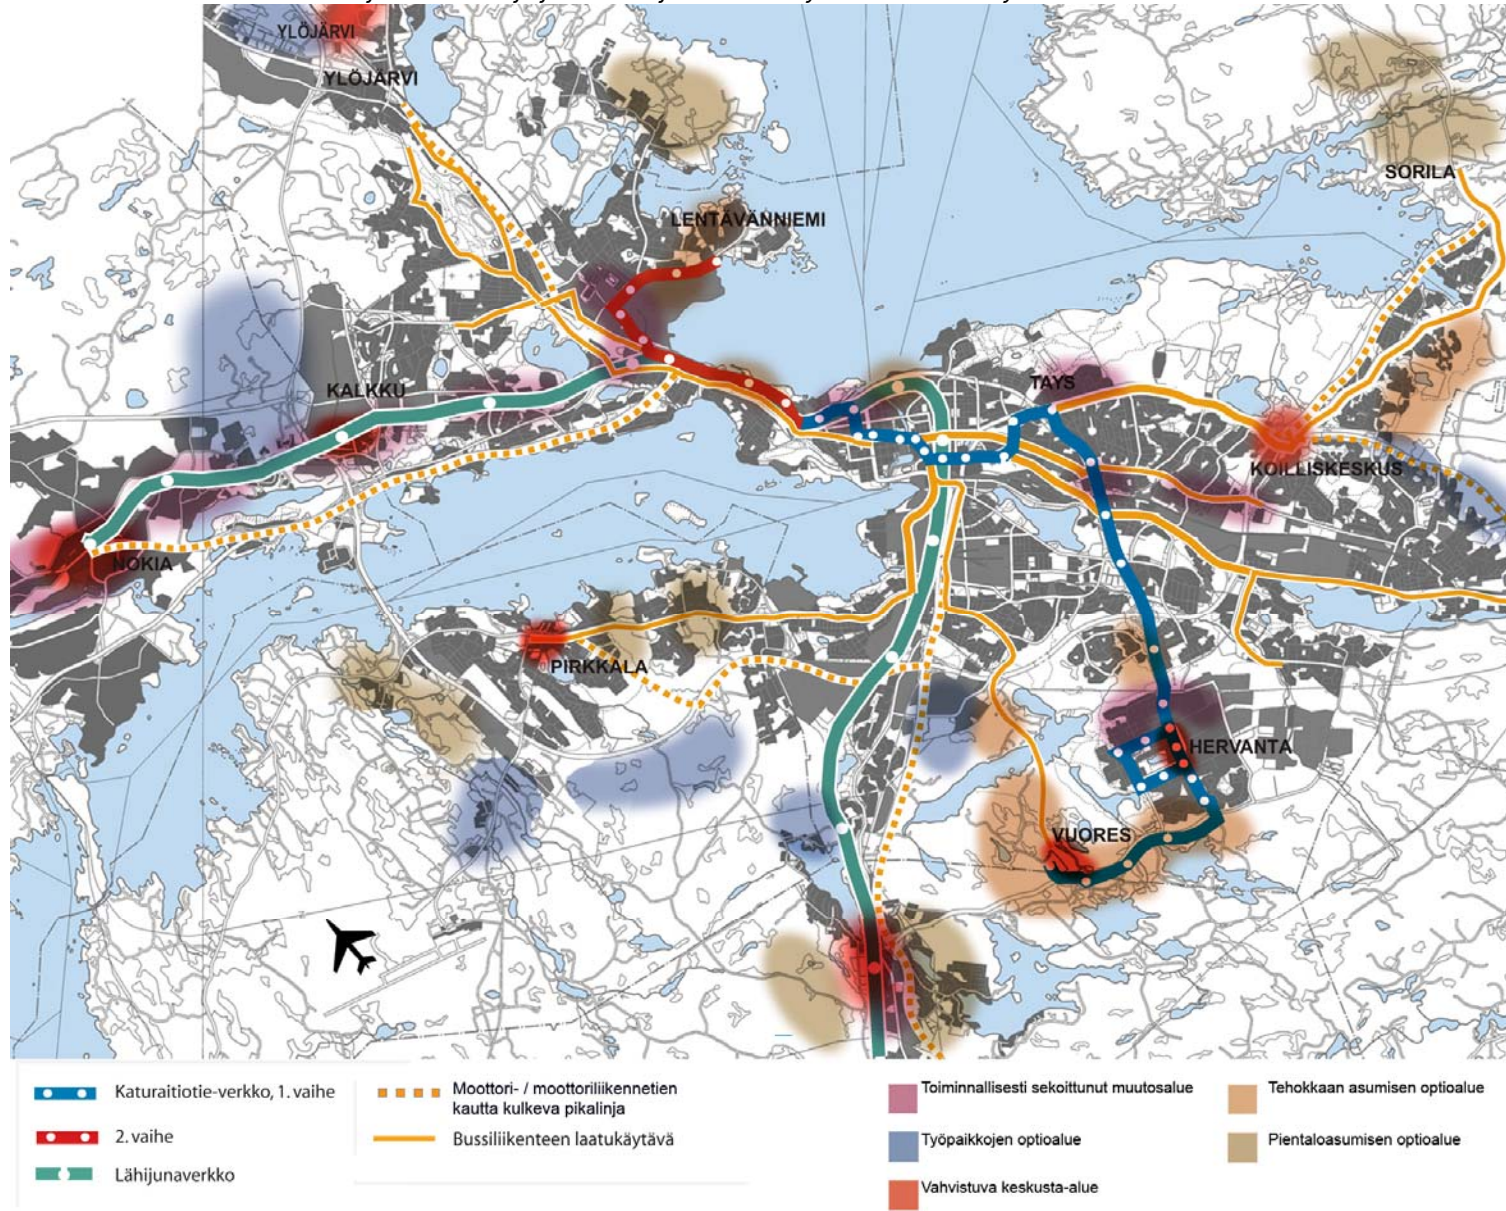 YLÖJÄRVI
YLÖJÄRVI
SORILA
LENTÄVÄNNIEMI
KALKKU
TAYS
KOILLISKESKUS
NOKIA
PIRKKALA
HERVANTA
VUORES
Katuraitiotie-verkko, 1. vaihe
2. vaihe
Lähijunaverkko
Moottori- / moottoriliikennetien
kautta kulkeva pikalinja
Bussiliikenteen laatukäytävä
Toiminnallisesti sekoittunut muutosalue
Työpaikkojen optioalue
Vahvistuva keskusta-alue
Tehokkaan asumisen optioalue
Pientaloasumisen optioalue